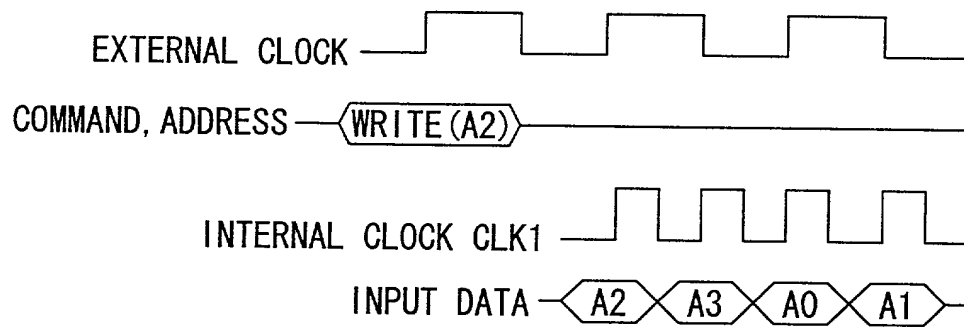 EXTERNAL CLOCK
COMMAND, ADDRESS WRITE(A2)
INTERNAL CLOCK CLK1
INPUT DATA A2 A3 A0 A1